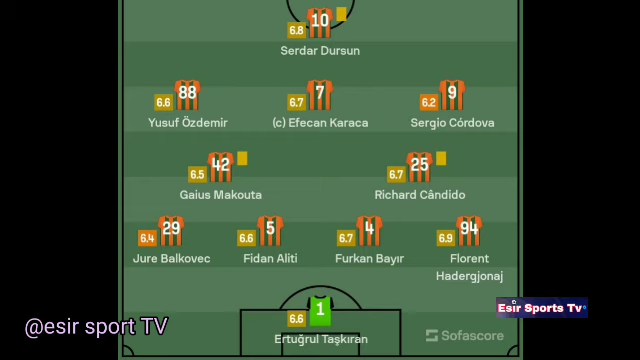 10
6.8
Serdar Dursun
88
7
9
6.6
6.7
6.2
Yusuf Özdemir
(c) Efecan Karaca
Sergio Córdova
42
25
6.5
6.7
Gaius Makouta
Richard Cândido
29
5
4
94
6.4
6.6
6.7
6.9
Jure Balkovec
Fidan Aliti
Furkan Bayır
Florent
Hadergjonaj
1
6.6
Ertuğrul Taşkıran
Esir Sports Tv
@esir sport TV
Sofascore